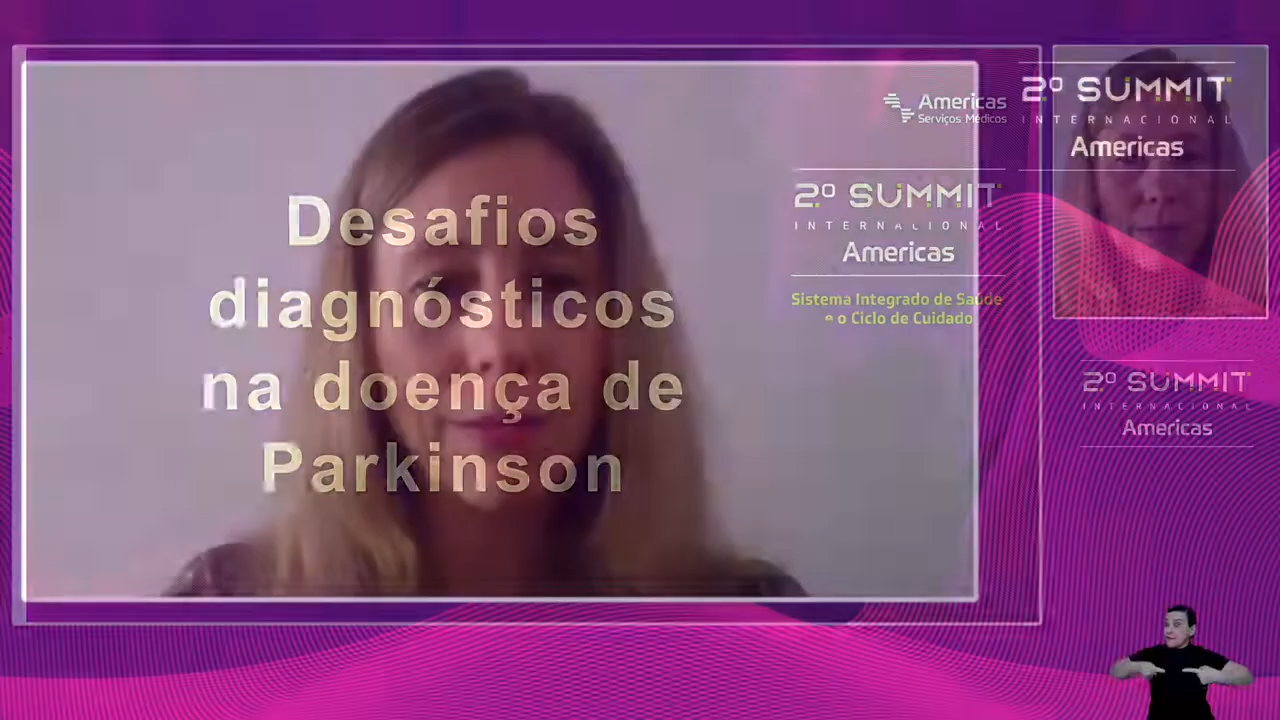 Desafios
diagnósticos
na doença de
Parkinson
Americas
Serviços Médicos
2º SUMMIT
INTERNACIONAL
Americas
Sistema Integrado de Saúde
e o Ciclo de Cuidado
2º SUMMIT
INTERNACIONAL
Americas
2º SUMMIT
INTERNACIONAL
Americas